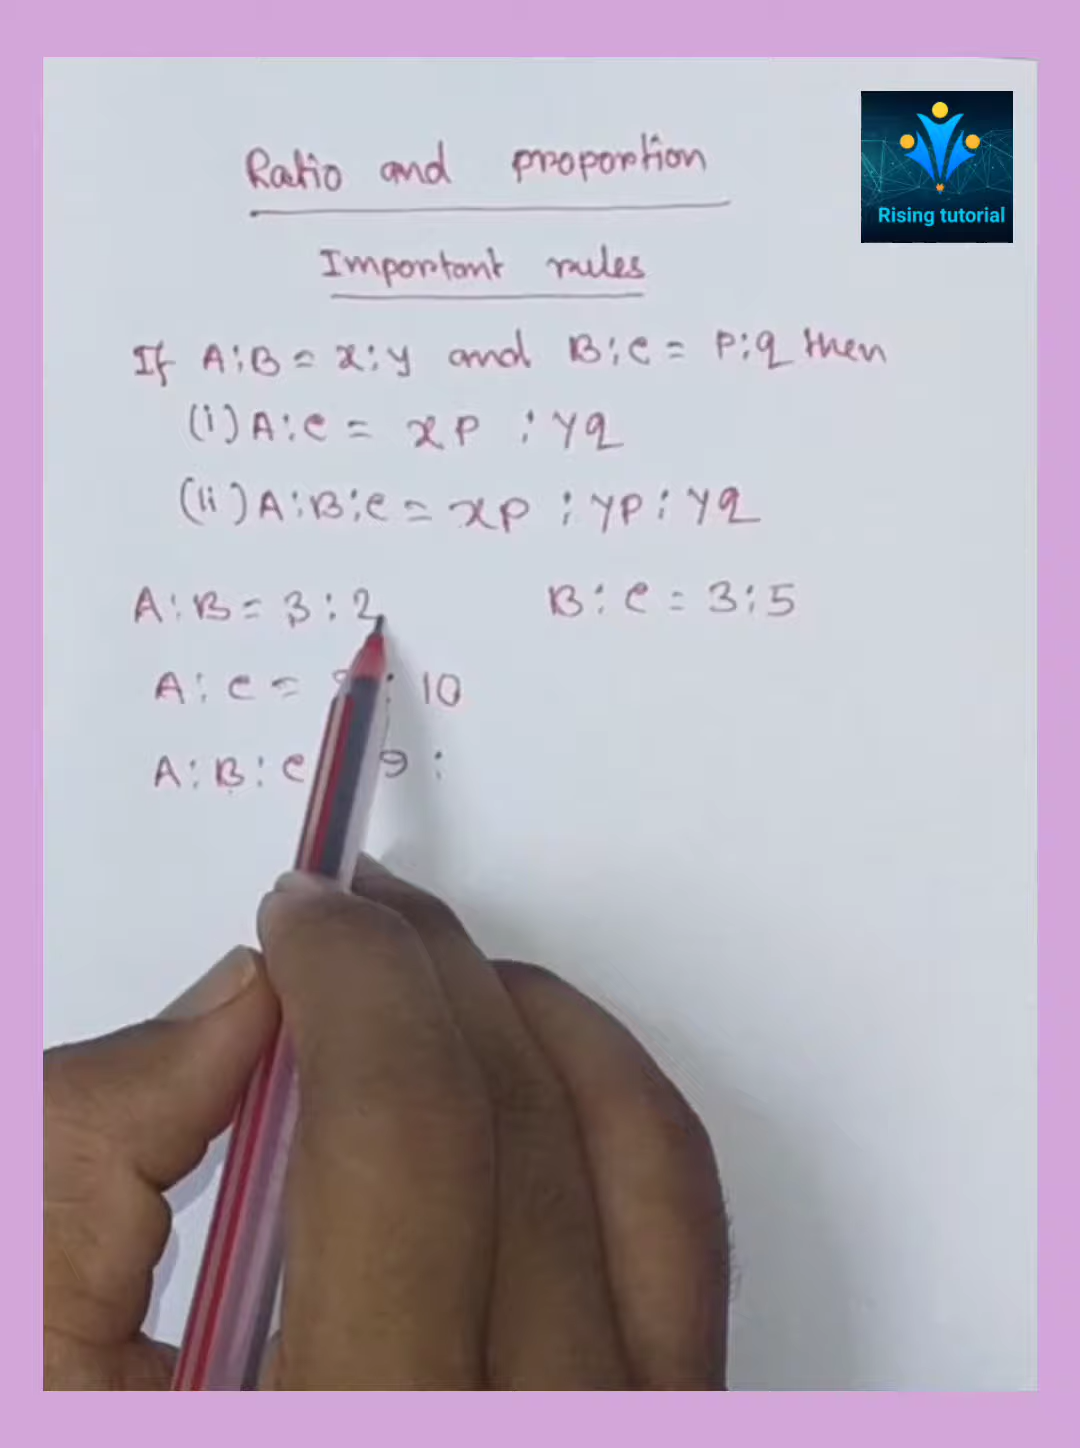 Rising tutorial
Ratio and proportion
Important rules
If A:B = x:y and B:C = P:q then
(i) A:C = xP : yq
(ii) A:B:C = xP : yP : yq
A:B = 3:2 B:C = 3:5
A:C = : 10
A:B:C 9 :